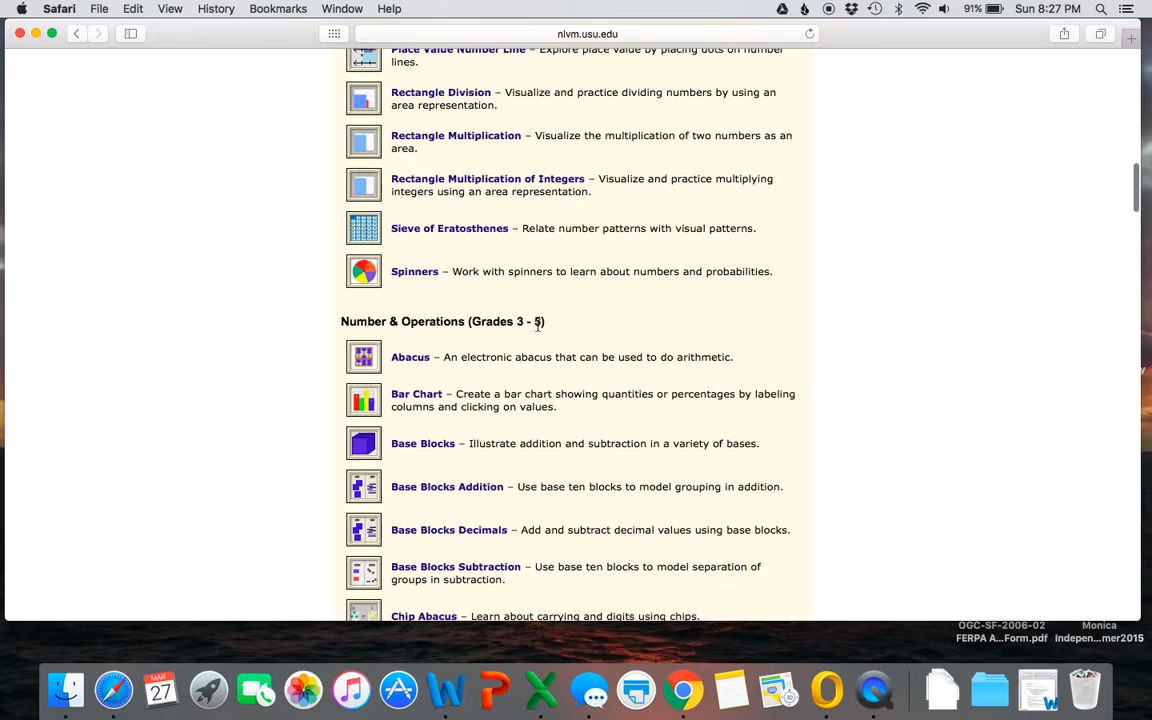 Safari File Edit View History Bookmarks Window Help 91% Sun 8:27 PM
nlvm.usu.edu
Place Value Number Line – Explore place value by placing dots on number
lines.
Rectangle Division – Visualize and practice dividing numbers by using an
area representation.
Rectangle Multiplication – Visualize the multiplication of two numbers as an
area.
Rectangle Multiplication of Integers – Visualize and practice multiplying
integers using an area representation.
Sieve of Eratosthenes – Relate number patterns with visual patterns.
Spinners – Work with spinners to learn about numbers and probabilities.
Number & Operations (Grades 3 - 5)
Abacus – An electronic abacus that can be used to do arithmetic.
Bar Chart – Create a bar chart showing quantities or percentages by labeling
columns and clicking on values.
Base Blocks – Illustrate addition and subtraction in a variety of bases.
Base Blocks Addition – Use base ten blocks to model grouping in addition.
Base Blocks Decimals – Add and subtract decimal values using base blocks.
Base Blocks Subtraction – Use base ten blocks to model separation of
groups in subtraction.
Chip Abacus – Learn about carrying and digits using chips.
OGC-SF-2006-02 Monica
FERPA A...Form.pdf Indepen...mer2015
MAR
27